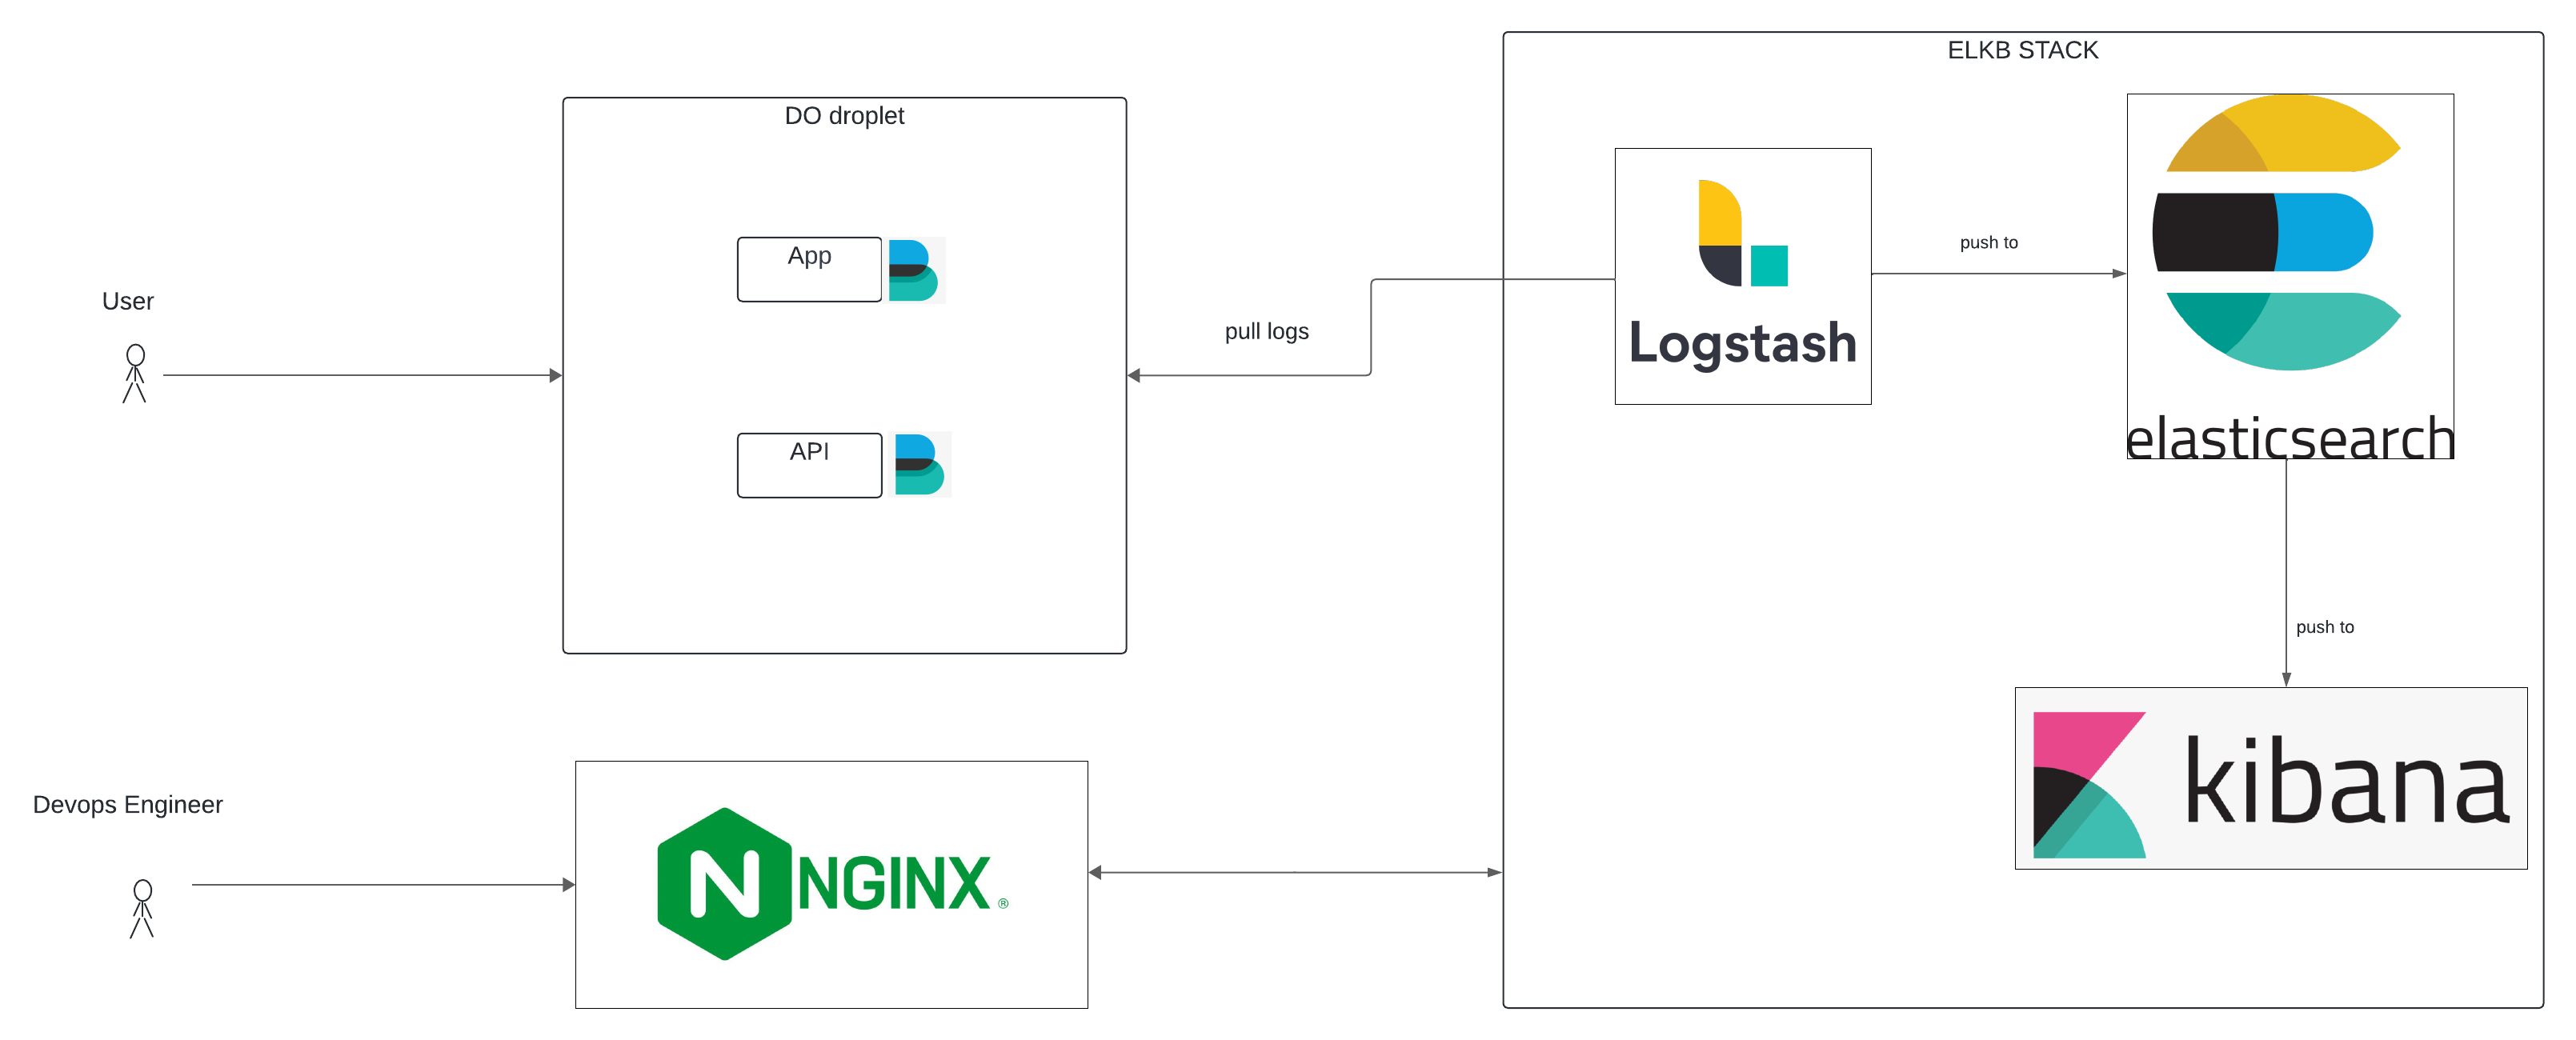 ELKB STACK
DO droplet
App
User
push to
pull logs
Logstash
elasticsearch
API
push to
kibana
Devops Engineer
NGINX ®